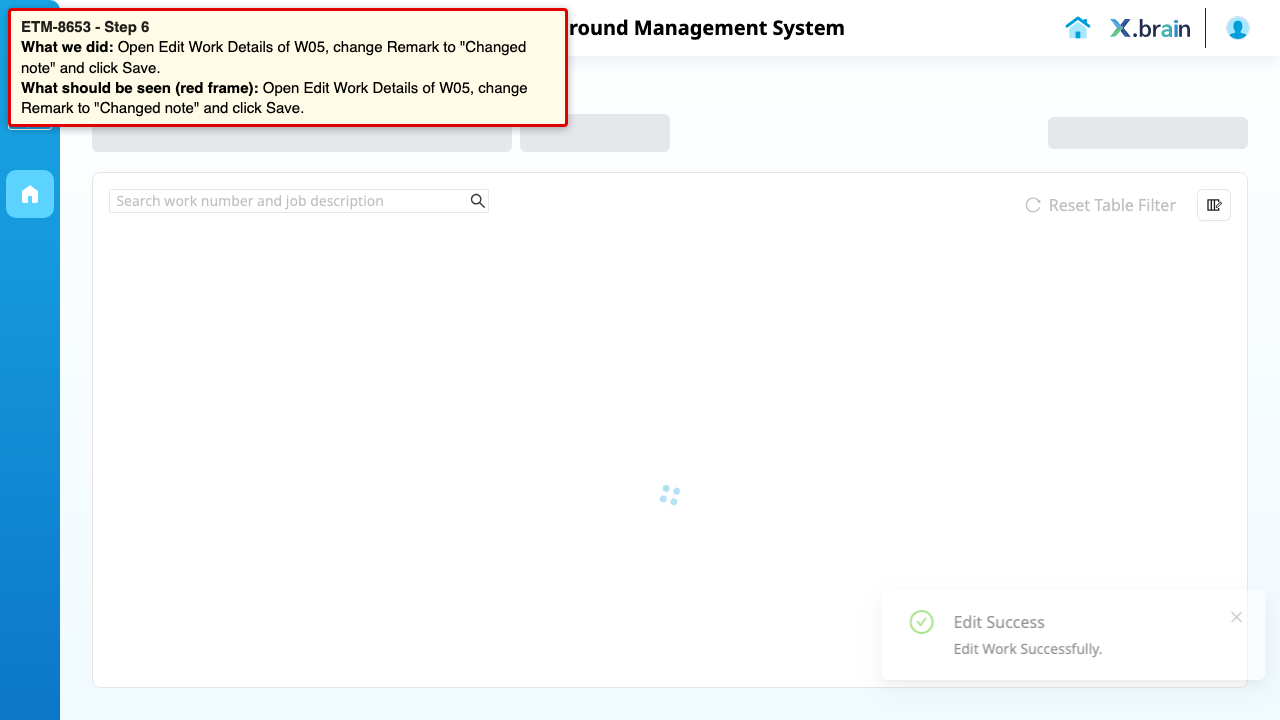 ETM-8653 - Step 6
What we did: Open Edit Work Details of W05, change Remark to "Changed
note" and click Save.
What should be seen (red frame): Open Edit Work Details of W05, change
Remark to "Changed note" and click Save.
round Management System
X.brain
Search work number and job description
Reset Table Filter
Edit Success
Edit Work Successfully.